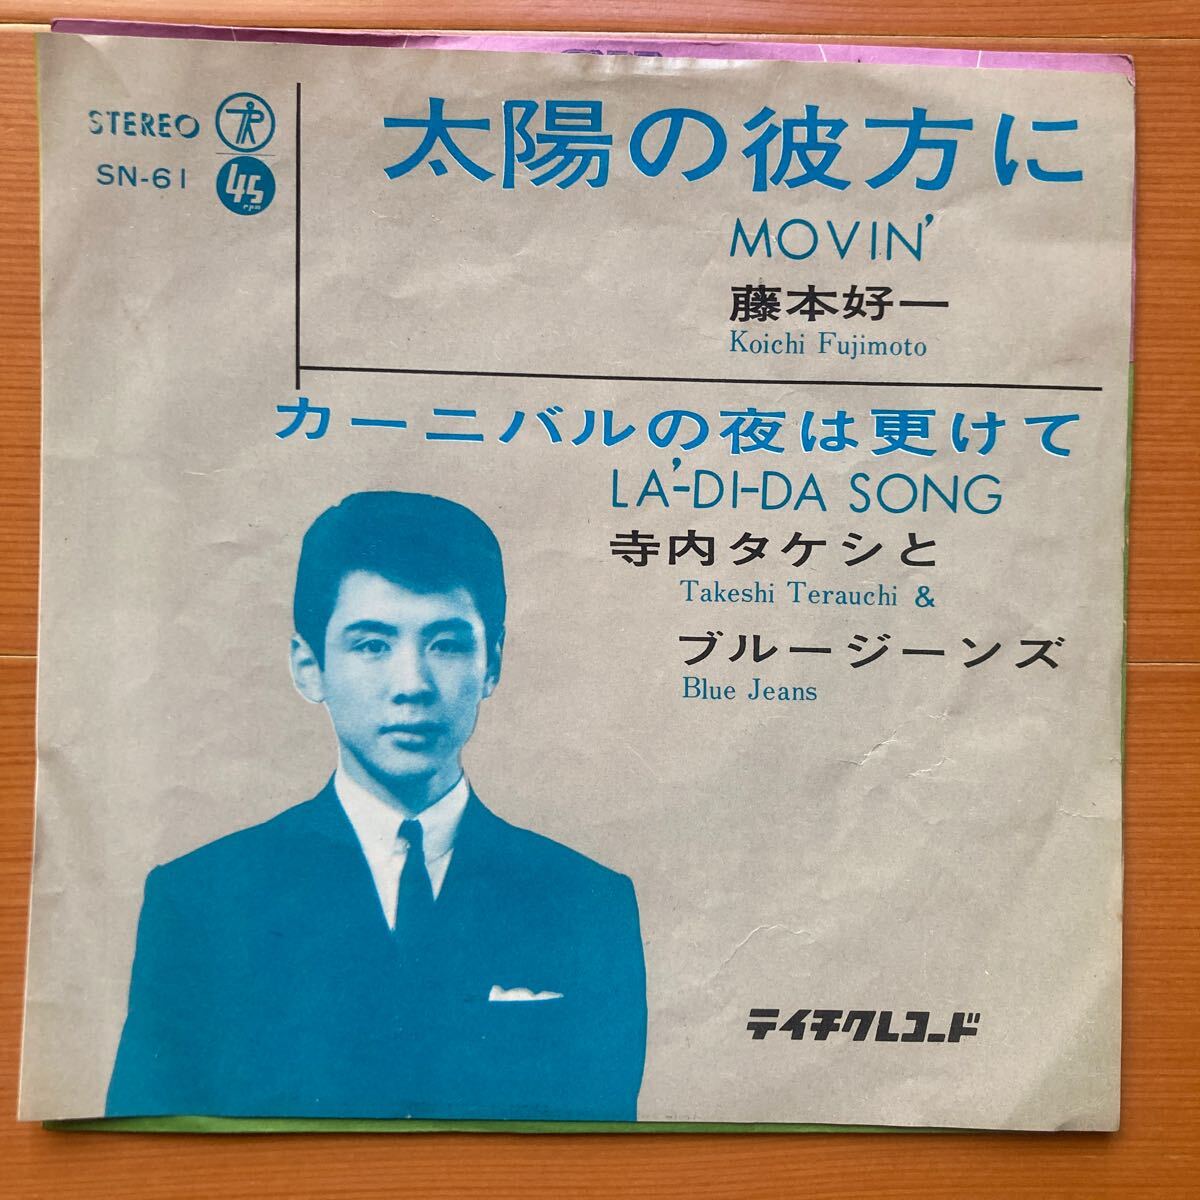 STEREO
SN-61
45
rpm
太陽の彼方に
MOVIN'
藤本好一
Koichi Fujimoto
カーニバルの夜は更けて
LA'-DI-DA SONG
寺内タケシと
Takeshi Terauchi &
ブルージーンズ
Blue Jeans
テイチクレコード